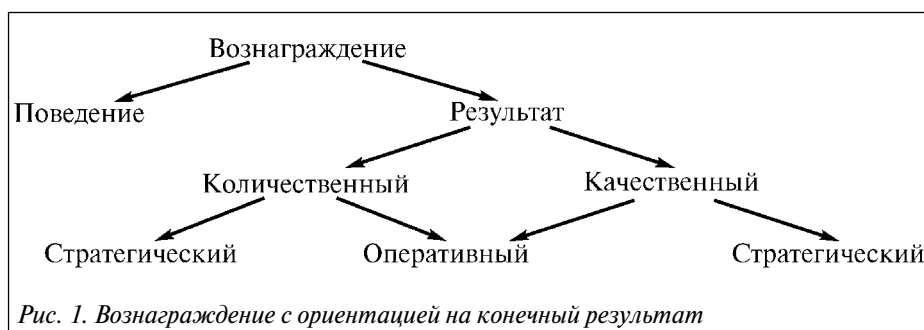 Вознаграждение
Поведение Результат
Количественный Качественный
Стратегический Оперативный Стратегический
Рис. 1. Вознаграждение с ориентацией на конечный результат